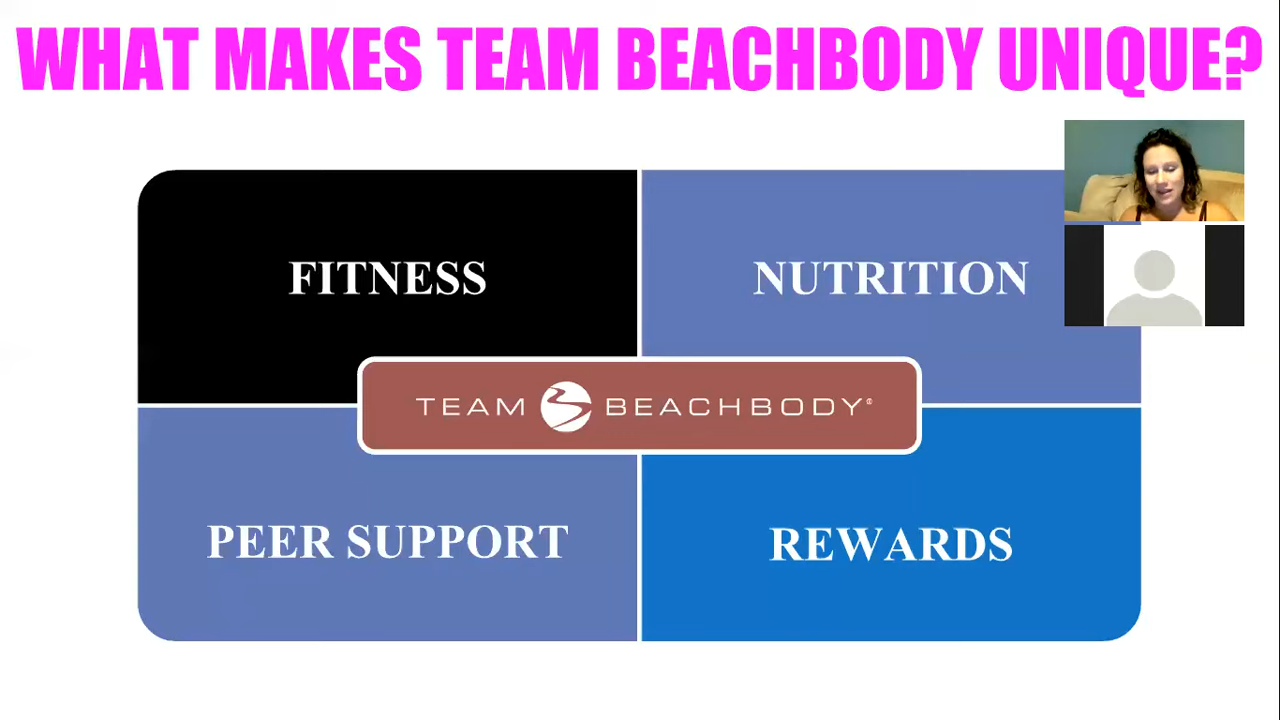 WHAT MAKES TEAM BEACHBODY UNIQUE?
FITNESS
NUTRITION
TEAM BEACHBODY®
PEER SUPPORT
REWARDS